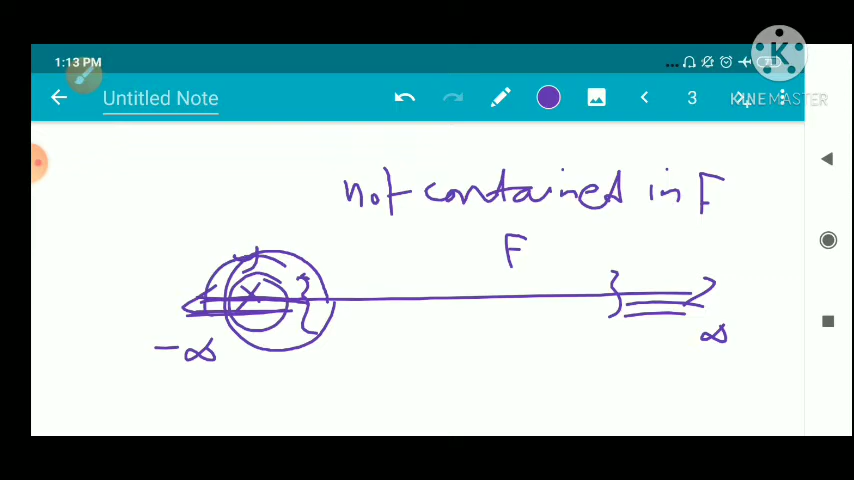 1:13 PM
K
Untitled Note
3
KINEMASTER
not contained in F
F
X
-∞
∞